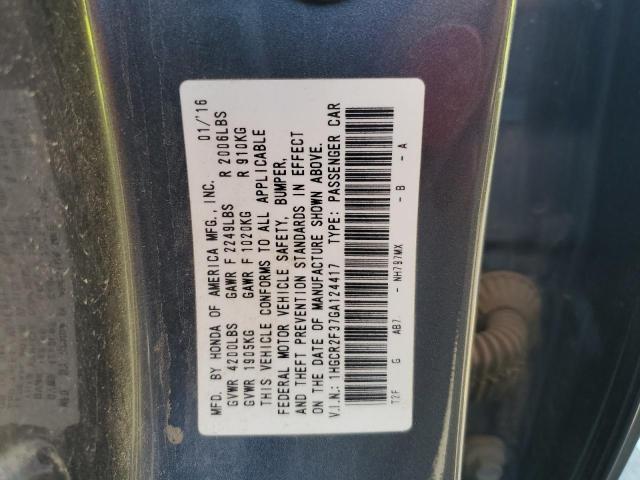 MFD. BY HONDA OF AMERICA MFG., INC. 01/16
GVWR 4200LBS GAWR F 2249LBS R 2006LBS
GVWR 1905KG GAWR F 1020KG R 910KG
THIS VEHICLE CONFORMS TO ALL APPLICABLE
FEDERAL MOTOR VEHICLE SAFETY, BUMPER,
AND THEFT PREVENTION STANDARDS IN EFFECT
ON THE DATE OF MANUFACTURE SHOWN ABOVE.
V.I.N.: 1HGCR2F37GA124417 TYPE: PASSENGER CAR
T2F G AB7 - NH797MX - B - A